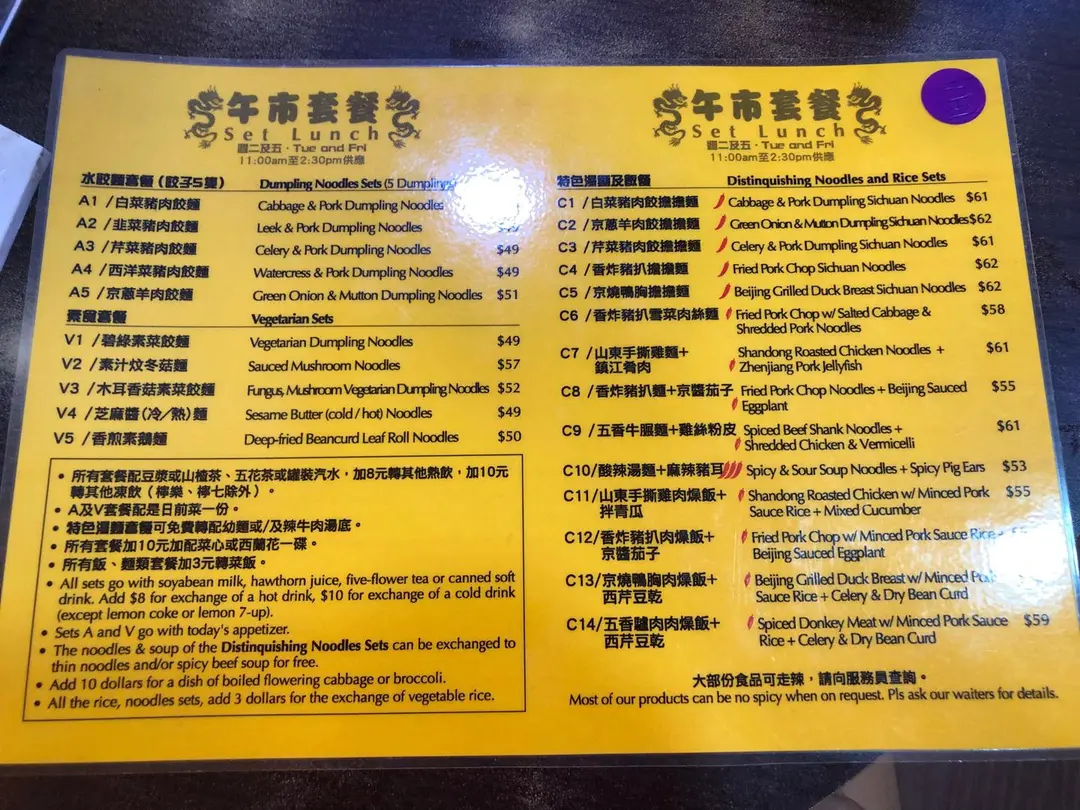 午市套餐
Set Lunch
週二及五．Tue and Fri
11:00am至2:30pm供應
水餃麵套餐（餃子5隻） Dumpling Noodles Sets (5 Dumplings)
A1 /白菜豬肉餃麵 Cabbage & Pork Dumpling Noodles
A2 /韭菜豬肉餃麵 Leek & Pork Dumpling Noodles
A3 /芹菜豬肉餃麵 Celery & Pork Dumpling Noodles $49
A4 /西洋菜豬肉餃麵 Watercress & Pork Dumpling Noodles $49
A5 /京蔥羊肉餃麵 Green Onion & Mutton Dumpling Noodles $51
素食套餐 Vegetarian Sets
V1 /碧綠素菜餃麵 Vegetarian Dumpling Noodles $49
V2 /素汁炆冬菇麵 Sauced Mushroom Noodles $57
V3 /木耳香菇素菜餃麵 Fungus, Mushroom Vegetarian Dumpling Noodles $52
V4 /芝麻醬（冷／熱）麵 Sesame Butter (cold / hot) Noodles $49
V5 /香煎素鵝麵 Deep-fried Beancurd Leaf Roll Noodles $50
• 所有套餐配豆漿或山楂茶、五花茶或罐裝汽水，加8元轉其他熱飲，加10元
轉其他凍飲（檸樂、檸七除外）。
• A及V套餐配是日前菜一份。
• 特色湯麵套餐可免費轉配幼麵或/及辣牛肉湯底。
• 所有套餐加10元加配菜心或西蘭花一碟。
• 所有飯、麵類套餐加3元轉菜飯。
• All sets go with soyabean milk, hawthorn juice, five-flower tea or canned soft
drink. Add $8 for exchange of a hot drink, $10 for exchange of a cold drink
(except lemon coke or lemon 7-up).
• Sets A and V go with today's appetizer.
• The noodles & soup of the Distinquishing Noodles Sets can be exchanged to
thin noodles and/or spicy beef soup for free.
• Add 10 dollars for a dish of boiled flowering cabbage or broccoli.
• All the rice, noodles sets, add 3 dollars for the exchange of vegetable rice.
午市套餐
Set Lunch
週二及五．Tue and Fri
11:00am至2:30pm供應
特色湯麵及飯餐 Distinquishing Noodles and Rice Sets
C1 /白菜豬肉餃擔擔麵 Cabbage & Pork Dumpling Sichuan Noodles $61
C2 /京蔥羊肉餃擔擔麵 Green Onion & Mutton Dumpling Sichuan Noodles $62
C3 /芹菜豬肉餃擔擔麵 Celery & Pork Dumpling Sichuan Noodles $61
C4 /香炸豬扒擔擔麵 Fried Pork Chop Sichuan Noodles $62
C5 /京燒鴨胸擔擔麵 Beijing Grilled Duck Breast Sichuan Noodles $62
C6 /香炸豬扒雪菜肉絲麵 Fried Pork Chop w/ Salted Cabbage & $58
Shredded Pork Noodles
C7 /山東手撕雞麵+ Shandong Roasted Chicken Noodles + $61
鎮江肴肉 Zhenjiang Pork Jellyfish
C8 /香炸豬扒麵+京醬茄子 Fried Pork Chop Noodles + Beijing Sauced $55
Eggplant
C9 /五香牛腱麵+雞絲粉皮 Spiced Beef Shank Noodles + $61
Shredded Chicken & Vermicelli
C10/酸辣湯麵+麻辣豬耳 Spicy & Sour Soup Noodles + Spicy Pig Ears $53
C11/山東手撕雞肉燥飯+ Shandong Roasted Chicken w/ Minced Pork $55
拌青瓜 Sauce Rice + Mixed Cucumber
C12/香炸豬扒肉燥飯+ Fried Pork Chop w/ Minced Pork Sauce Rice +
京醬茄子 Beijing Sauced Eggplant
C13/京燒鴨胸肉燥飯+ Beijing Grilled Duck Breast w/ Minced Pork
西芹豆乾 Sauce Rice + Celery & Dry Bean Curd
C14/五香驢肉肉燥飯+ Spiced Donkey Meat w/ Minced Pork Sauce $59
西芹豆乾 Rice + Celery & Dry Bean Curd
大部份食品可走辣，請向服務員查詢。
Most of our products can be no spicy when on request. Pls ask our waiters for details.